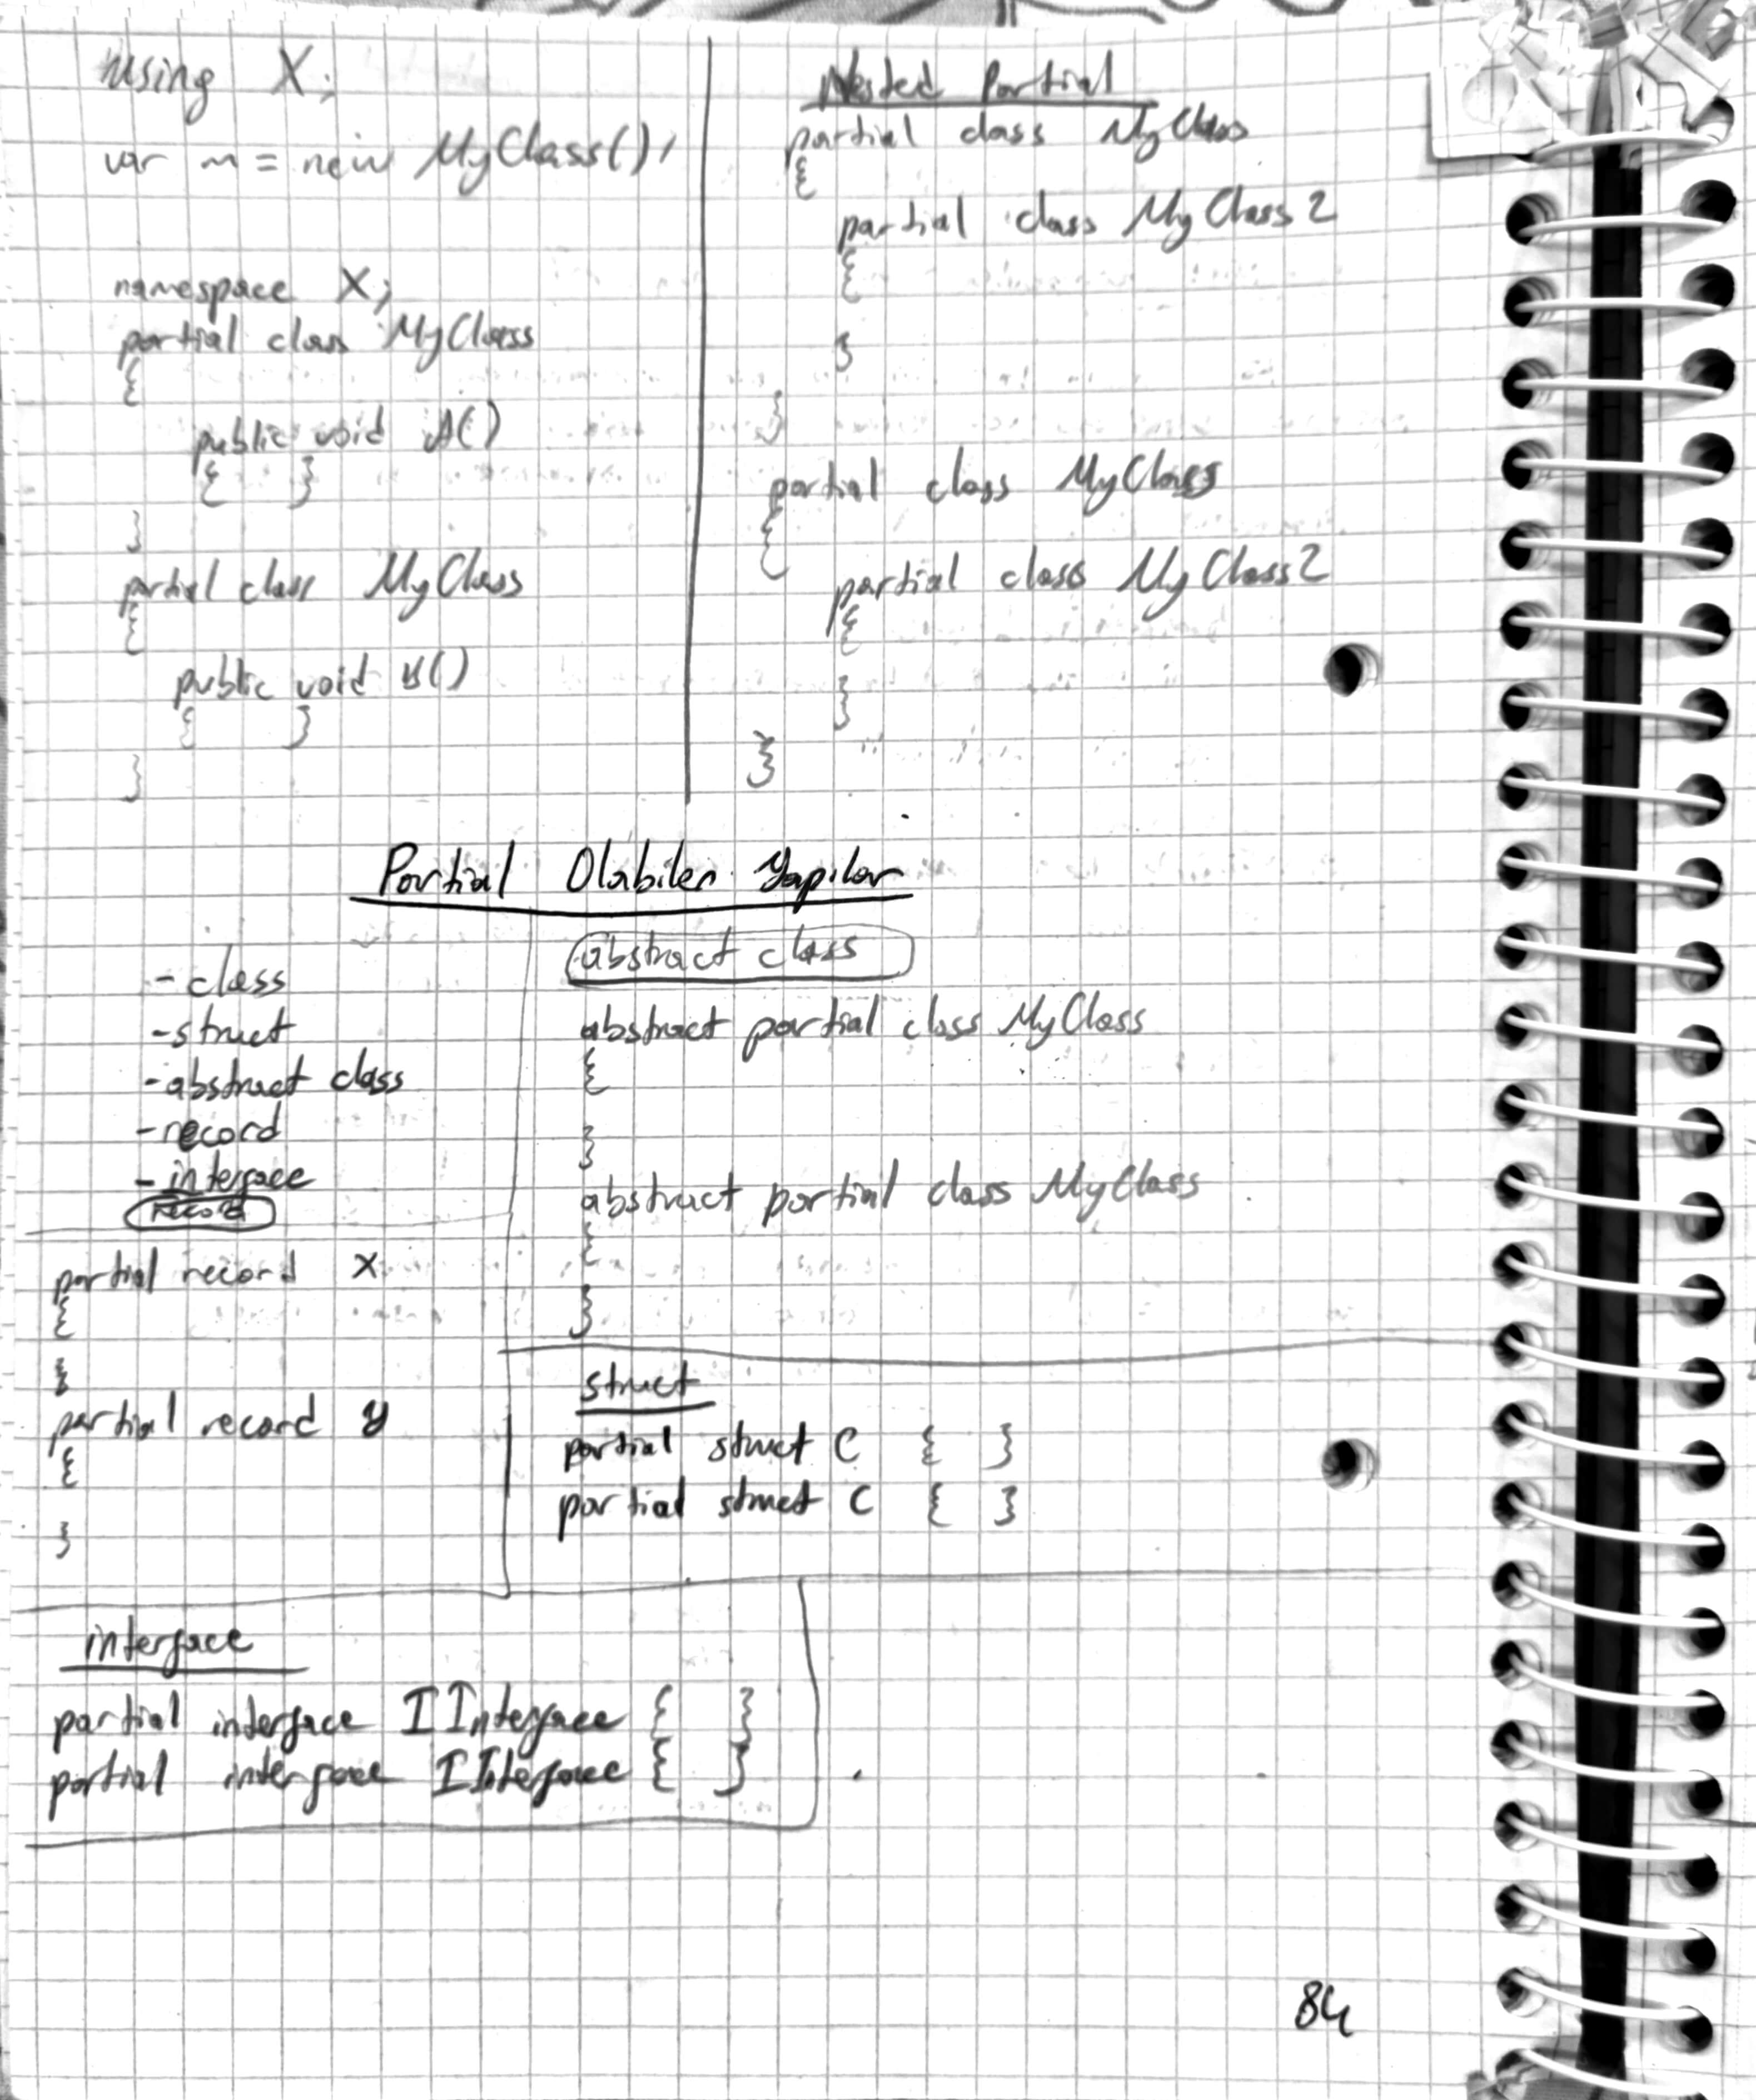 using X;
var m = new MyClass();
namespace X;
partial class MyClass
{
public void A()
{ }
}
partial class MyClass
{
public void B()
{ }
}
Nested Partial
partial class MyClass
{
partial class MyClass2
{
}
}
partial class MyClass
{
partial class MyClass2
{
}
}
Partial Olabilen Yapılar
- class
- struct
- abstract class
- record
- interface
record
partial record X
{
}
partial record Y
{
}
abstract class
abstract partial class MyClass
{
}
abstract partial class MyClass
{
}
struct
partial struct C { }
partial struct C { }
interface
partial interface IInterface { }
partial interface IInterface { }
84